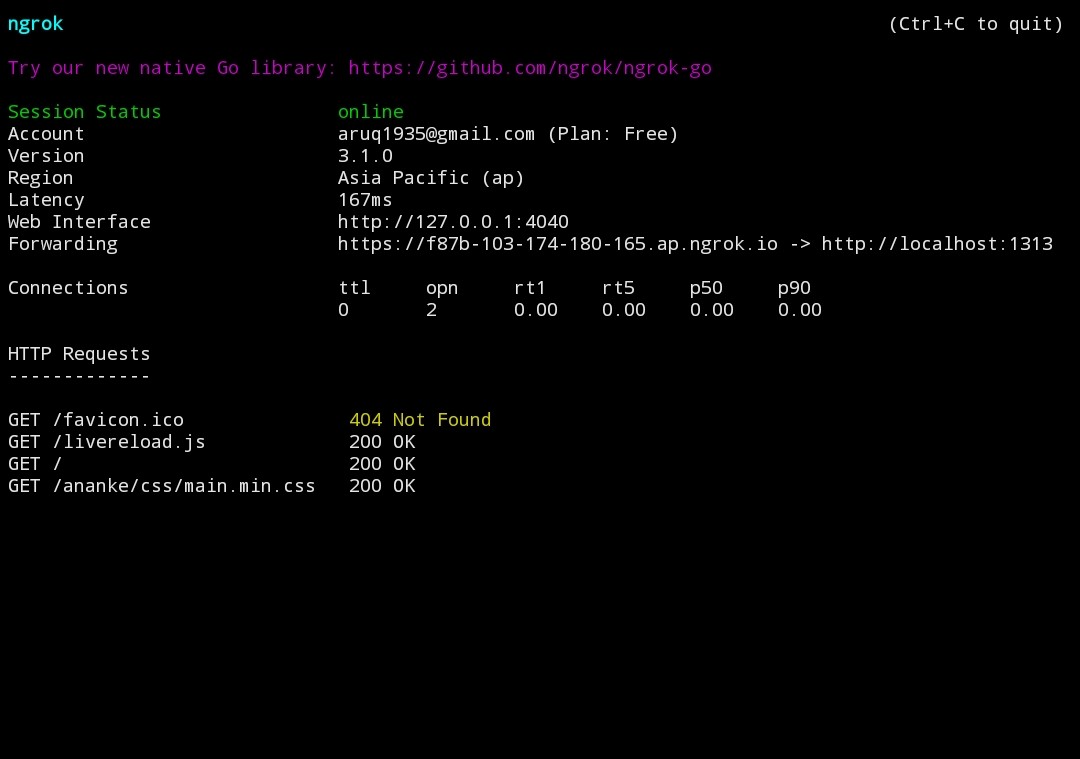 ngrok (Ctrl+C to quit)
Try our new native Go library: https://github.com/ngrok/ngrok-go
Session Status online
Account aruq1935@gmail.com (Plan: Free)
Version 3.1.0
Region Asia Pacific (ap)
Latency 167ms
Web Interface http://127.0.0.1:4040
Forwarding https://f87b-103-174-180-165.ap.ngrok.io -> http://localhost:1313
Connections ttl opn rt1 rt5 p50 p90
0 2 0.00 0.00 0.00 0.00
HTTP Requests
-------------
GET /favicon.ico 404 Not Found
GET /livereload.js 200 OK
GET / 200 OK
GET /ananke/css/main.min.css 200 OK